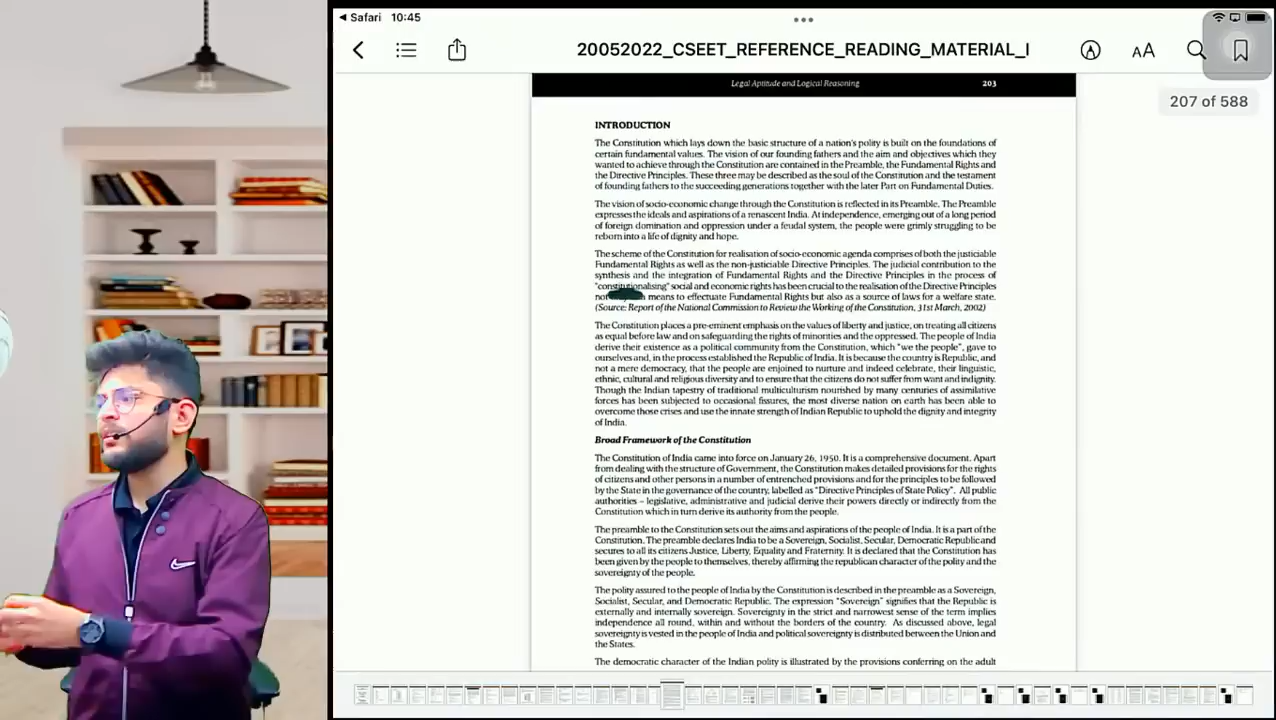 Safari 10:45
20052022_CSEET_REFERENCE_READING_MATERIAL_I
AA
207 of 588
Legal Aptitude and Logical Reasoning 203
INTRODUCTION
The Constitution which lays down the basic structure of a nation's polity is built on the foundations of
certain fundamental values. The vision of our founding fathers and the aim and objectives which they
wanted to achieve through the Constitution are contained in the Preamble, the Fundamental Rights and
the Directive Principles. These three may be described as the soul of the Constitution and the testament
of founding fathers to the succeeding generations together with the later Part on Fundamental Duties.
The vision of socio-economic change through the Constitution is reflected in its Preamble. The Preamble
expresses the ideals and aspirations of a renascent India. At independence, emerging out of a long period
of foreign domination and oppression under a feudal system, the people were grimly struggling to be
reborn into a life of dignity and hope.
The scheme of the Constitution for realisation of socio-economic agenda comprises of both the justiciable
Fundamental Rights as well as the non-justiciable Directive Principles. The judicial contribution to the
synthesis and the integration of Fundamental Rights and the Directive Principles in the process of
"constitutionalising" social and economic rights has been crucial to the realisation of the Directive Principles
not means to effectuate Fundamental Rights but also as a source of laws for a welfare state.
(Source: Report of the National Commission to Review the Working of the Constitution, 31st March, 2002)
The Constitution places a pre-eminent emphasis on the values of liberty and justice, on treating all citizens
as equal before law and on safeguarding the rights of minorities and the oppressed. The people of India
derive their existence as a political community from the Constitution, which "we the people", gave to
ourselves and, in the process established the Republic of India. It is because the country is Republic, and
not a mere democracy, that the people are enjoined to nurture and indeed celebrate, their linguistic,
ethnic, cultural and religious diversity and to ensure that the citizens do not suffer from want and indignity.
Though the Indian tapestry of traditional multiculturism nourished by many centuries of assimilative
forces has been subjected to occasional fissures, the most diverse nation on earth has been able to
overcome those crises and use the innate strength of Indian Republic to uphold the dignity and integrity
of India.
Broad Framework of the Constitution
The Constitution of India came into force on January 26, 1950. It is a comprehensive document. Apart
from dealing with the structure of Government, the Constitution makes detailed provisions for the rights
of citizens and other persons in a number of entrenched provisions and for the principles to be followed
by the State in the governance of the country, labelled as "Directive Principles of State Policy". All public
authorities – legislative, administrative and judicial derive their powers directly or indirectly from the
Constitution which in turn derive its authority from the people.
The preamble to the Constitution sets out the aims and aspirations of the people of India. It is a part of the
Constitution. The preamble declares India to be a Sovereign, Socialist, Secular, Democratic Republic and
secures to all its citizens Justice, Liberty, Equality and Fraternity. It is declared that the Constitution has
been given by the people to themselves, thereby affirming the republican character of the polity and the
sovereignty of the people.
The polity assured to the people of India by the Constitution is described in the preamble as a Sovereign,
Socialist, Secular, and Democratic Republic. The expression "Sovereign" signifies that the Republic is
externally and internally sovereign. Sovereignty in the strict and narrowest sense of the term implies
independence all round, within and without the borders of the country. As discussed above, legal
sovereignty is vested in the people of India and political sovereignty is distributed between the Union and
the States.
The democratic character of the Indian polity is illustrated by the provisions conferring on the adult